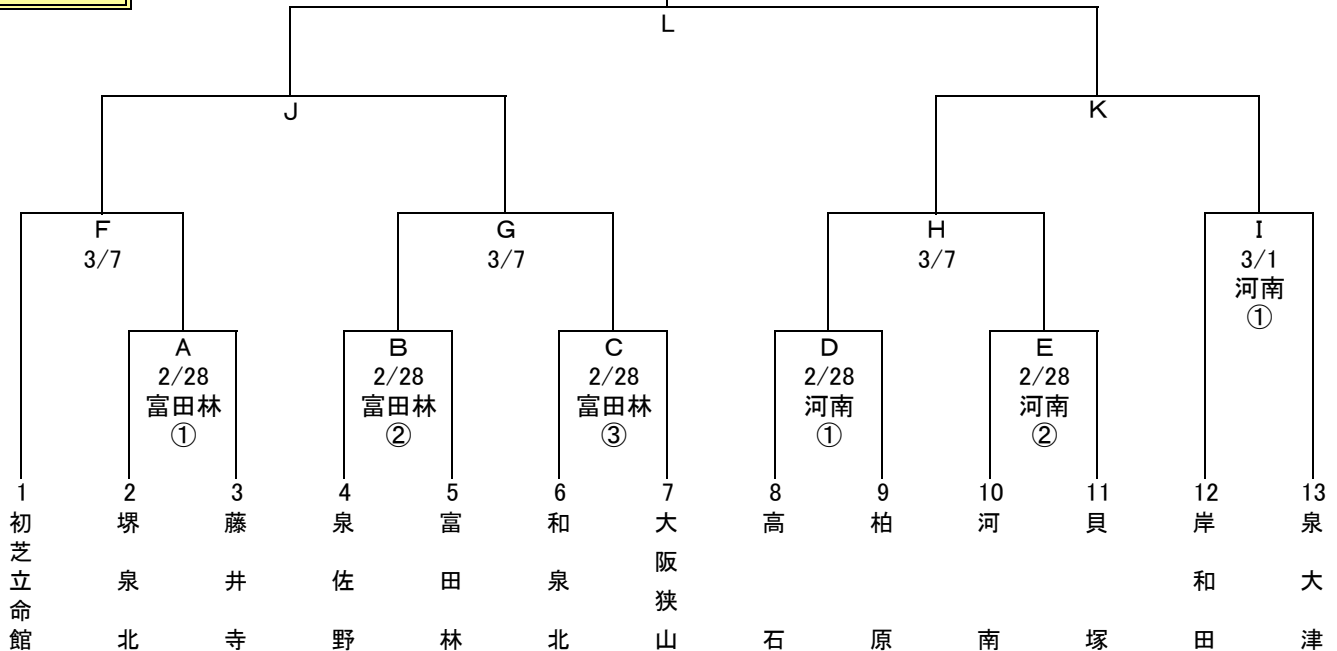 L
J
K
F
3/7
G
3/7
H
3/7
I
3/1
河南
①
A
2/28
富田林
①
B
2/28
富田林
②
C
2/28
富田林
③
D
2/28
河南
①
E
2/28
河南
②
1
初芝立命館
2
堺泉北
3
藤井寺
4
泉佐野
5
富田林
6
和泉北
7
大阪狭山
8
高石
9
柏原
10
河南
11
貝塚
12
岸和田
13
泉大津